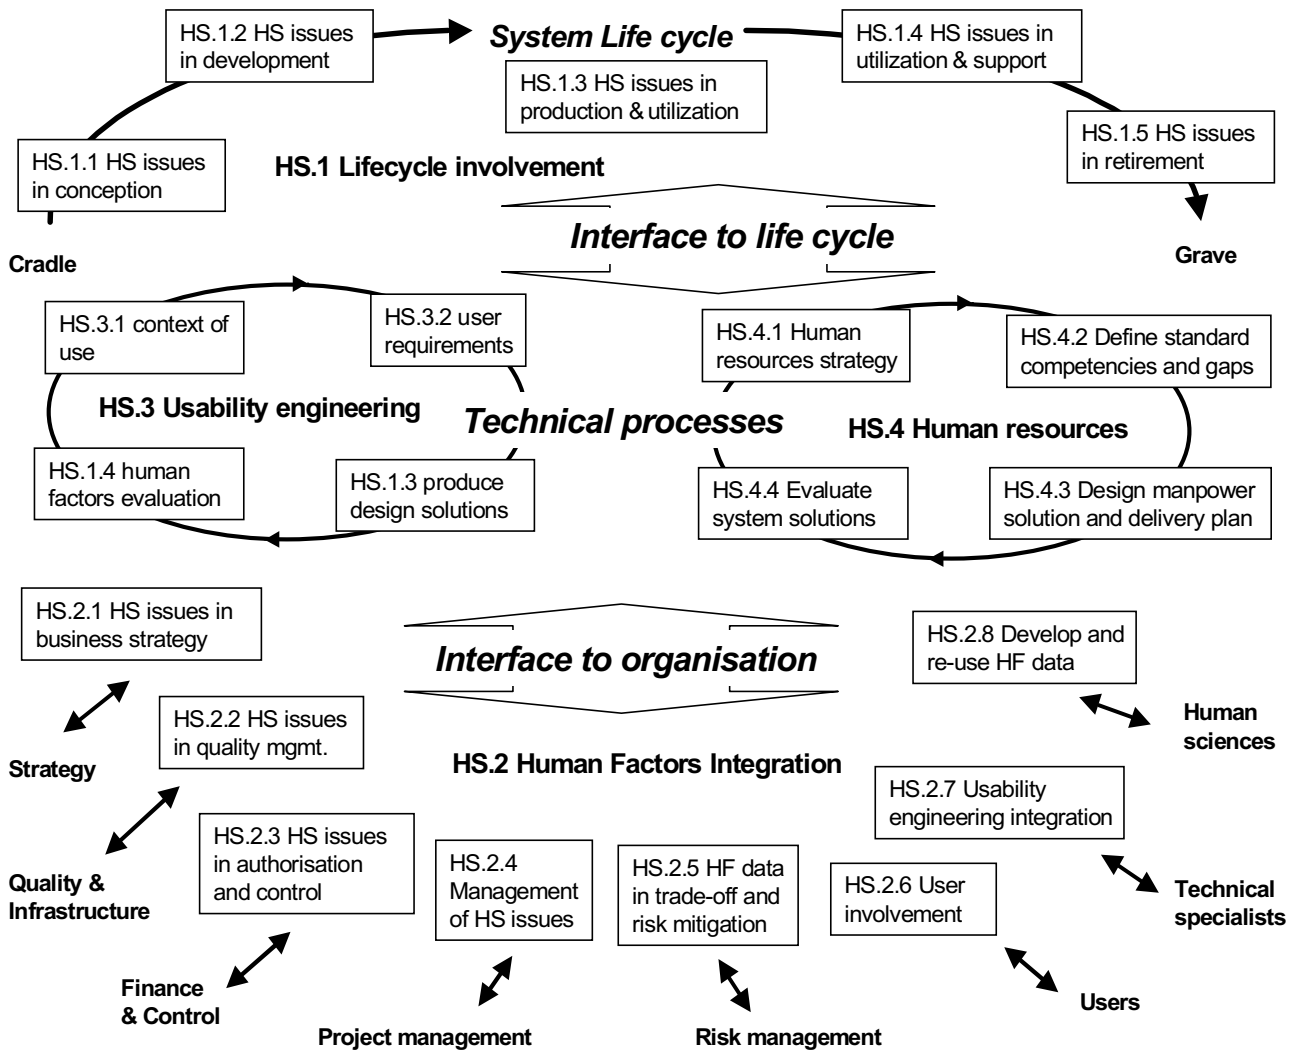 HS.1.2 HS issues
in development
System Life cycle
HS.1.4 HS issues in
utilization & support
HS.1.3 HS issues in
production & utilization
HS.1.1 HS issues
in conception
HS.1 Lifecycle involvement
HS.1.5 HS issues
in retirement
Interface to life cycle
Cradle
Grave
HS.3.1 context of
use
HS.3.2 user
requirements
HS.4.1 Human
resources strategy
HS.4.2 Define standard
competencies and gaps
HS.3 Usability engineering
Technical processes
HS.4 Human resources
HS.1.4 human
factors evaluation
HS.1.3 produce
design solutions
HS.4.4 Evaluate
system solutions
HS.4.3 Design manpower
solution and delivery plan
HS.2.1 HS issues in
business strategy
Interface to organisation
HS.2.8 Develop and
re-use HF data
Strategy
HS.2.2 HS issues
in quality mgmt.
HS.2 Human Factors Integration
Human
sciences
HS.2.7 Usability
engineering integration
Quality &
Infrastructure
HS.2.3 HS issues
in authorisation
and control
HS.2.4
Management
of HS issues
HS.2.5 HF data
in trade-off and
risk mitigation
HS.2.6 User
involvement
Technical
specialists
Finance
& Control
Project management
Risk management
Users